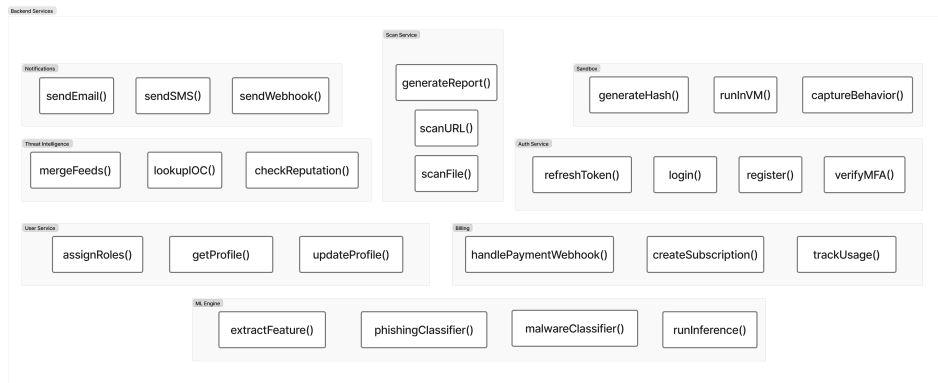 Backend Services
Scan Service
generateReport()
scanURL()
scanFile()
Notifications
sendEmail()
sendSMS()
sendWebhook()
Sandbox
generateHash()
runInVM()
captureBehavior()
Threat Intelligence
mergeFeeds()
lookupIOC()
checkReputation()
Auth Service
refreshToken()
login()
register()
verifyMFA()
User Service
assignRoles()
getProfile()
updateProfile()
Billing
handlePaymentWebhook()
createSubscription()
trackUsage()
ML Engine
extractFeature()
phishingClassifier()
malwareClassifier()
runInference()